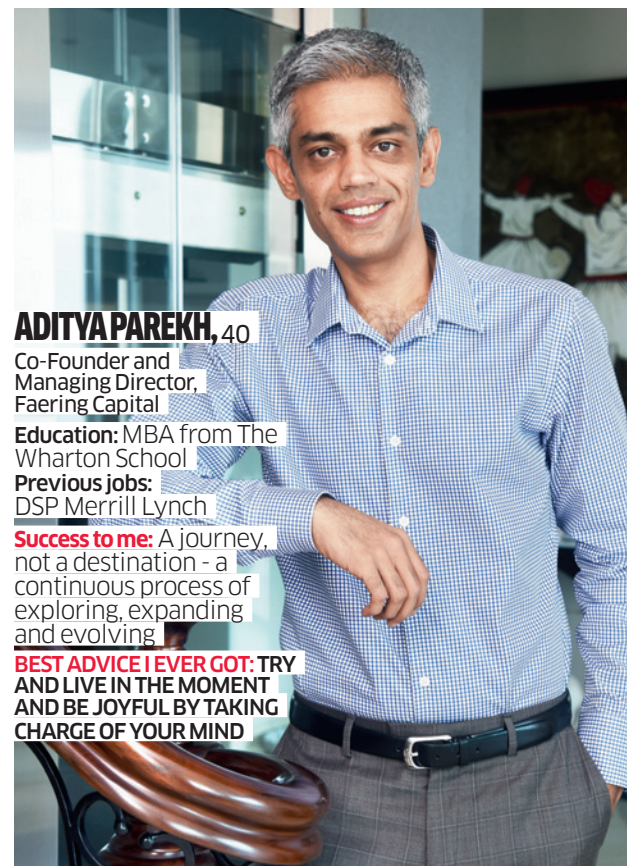 ADITYA PAREKH, 40
Co-Founder and
Managing Director,
Faering Capital
Education: MBA from The
Wharton School
Previous jobs:
DSP Merrill Lynch
Success to me: A journey,
not a destination - a
continuous process of
exploring, expanding
and evolving
BEST ADVICE I EVER GOT: TRY
AND LIVE IN THE MOMENT
AND BE JOYFUL BY TAKING
CHARGE OF YOUR MIND